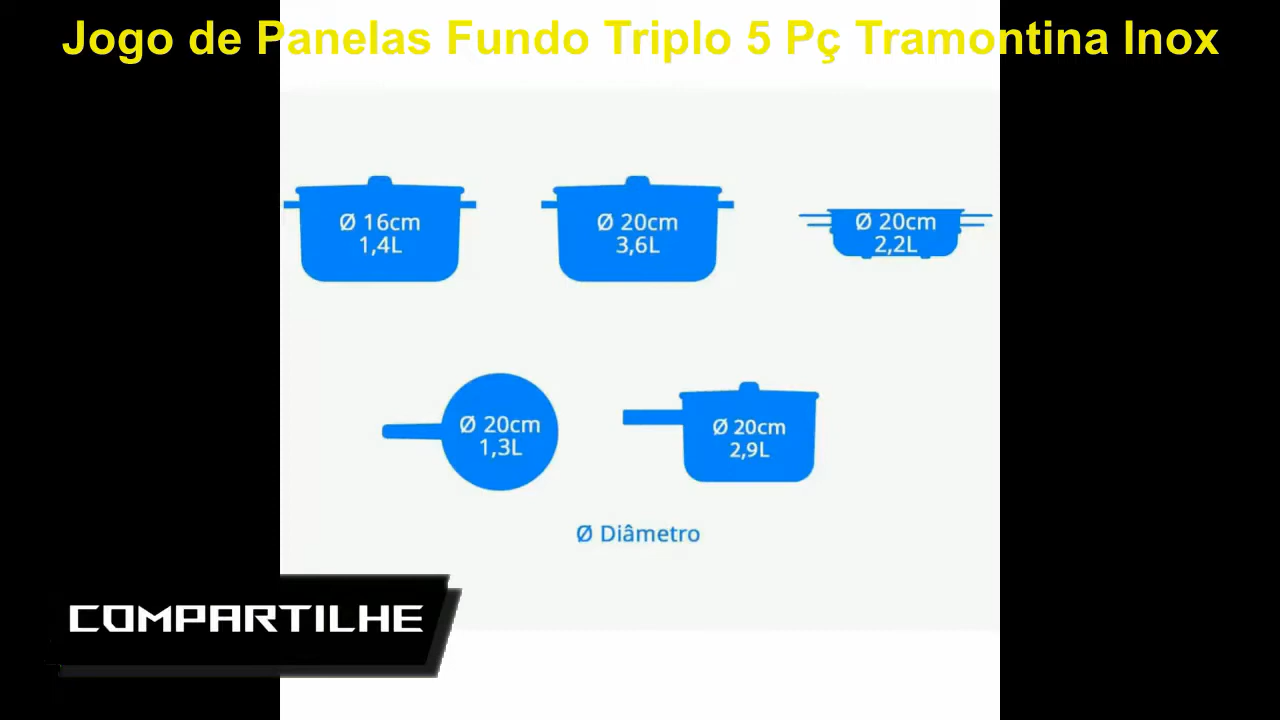 Jogo de Panelas Fundo Triplo 5 Pç Tramontina Inox
Ø 16cm
1,4L
Ø 20cm
3,6L
Ø 20cm
2,2L
Ø 20cm
1,3L
Ø 20cm
2,9L
Ø Diâmetro
COMPARTILHE